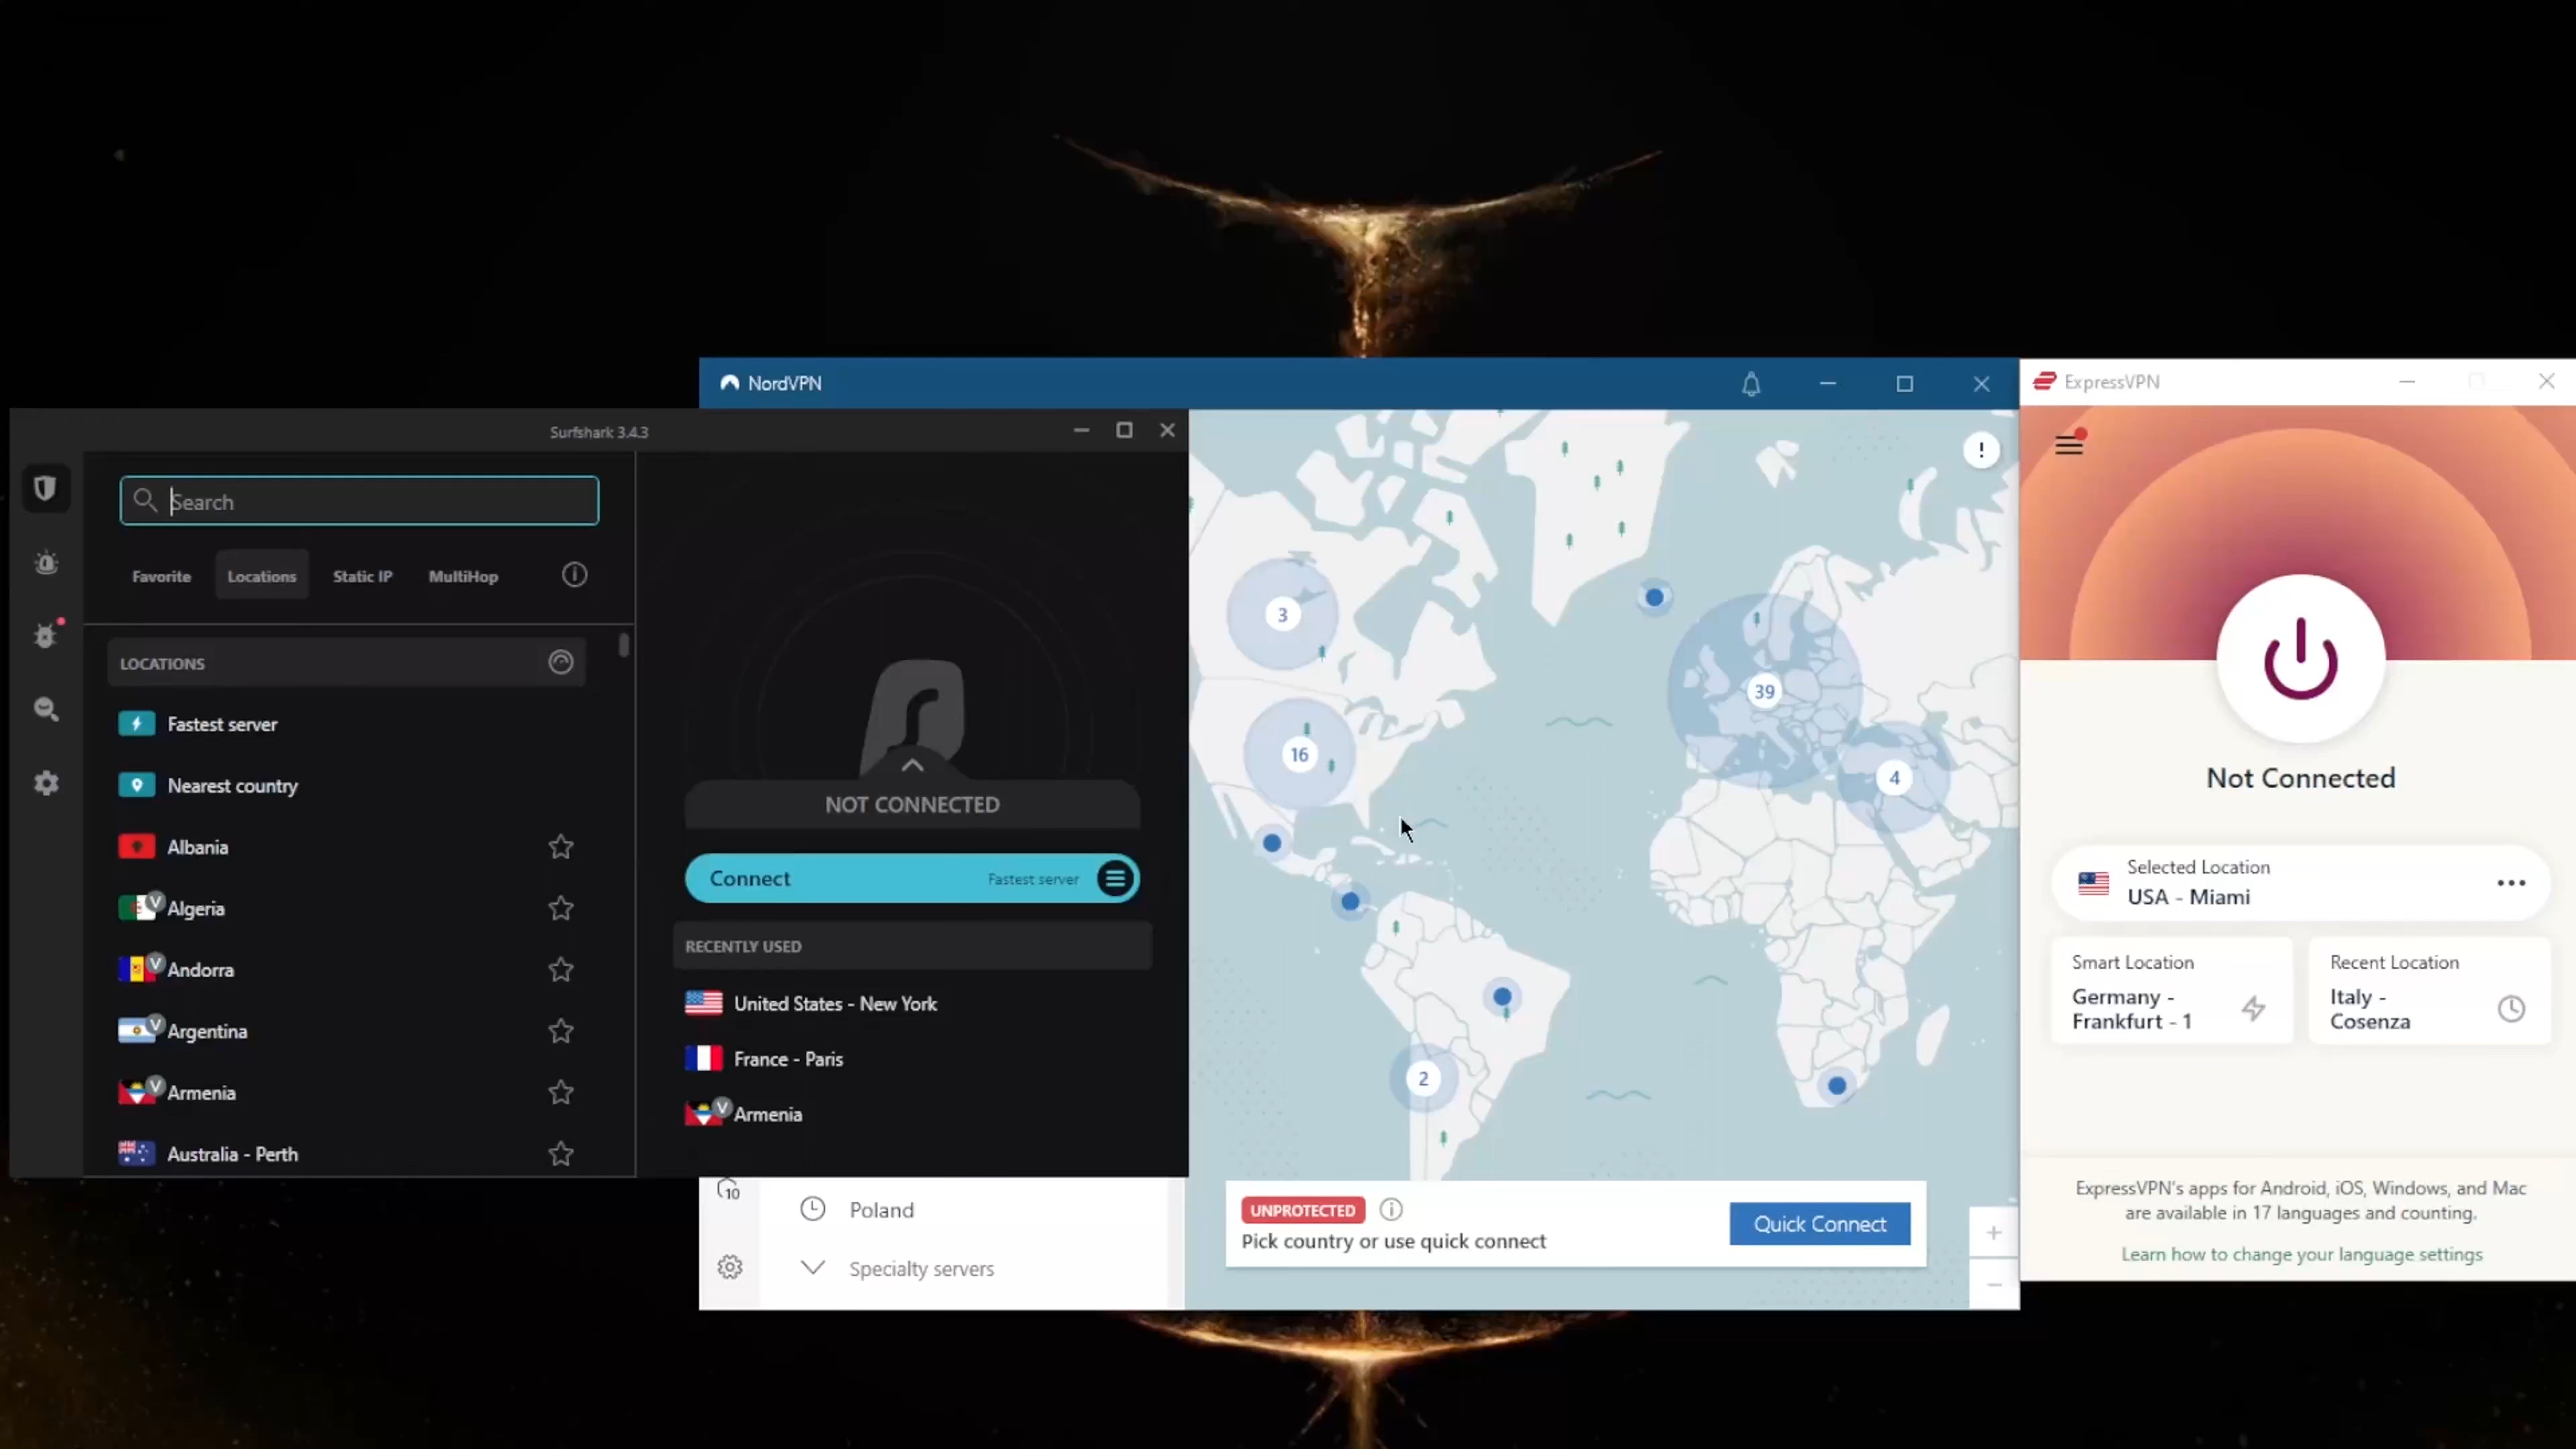 Surfshark 3.4.3
Search
Favorite
Locations
Static IP
MultiHop
LOCATIONS
Fastest server
Nearest country
Albania
V Algeria
V Andorra
V Argentina
V Armenia
Australia - Perth
NOT CONNECTED
Connect
Fastest server
RECENTLY USED
United States - New York
France - Paris
V Armenia
NordVPN
!
3
16
39
4
2
10
Poland
Specialty servers
UNPROTECTED
Pick country or use quick connect
Quick Connect
ExpressVPN
Not Connected
Selected Location
USA - Miami
Smart Location
Germany -
Frankfurt - 1
Recent Location
Italy -
Cosenza
ExpressVPN's apps for Android, iOS, Windows, and Mac
are available in 17 languages and counting.
Learn how to change your language settings